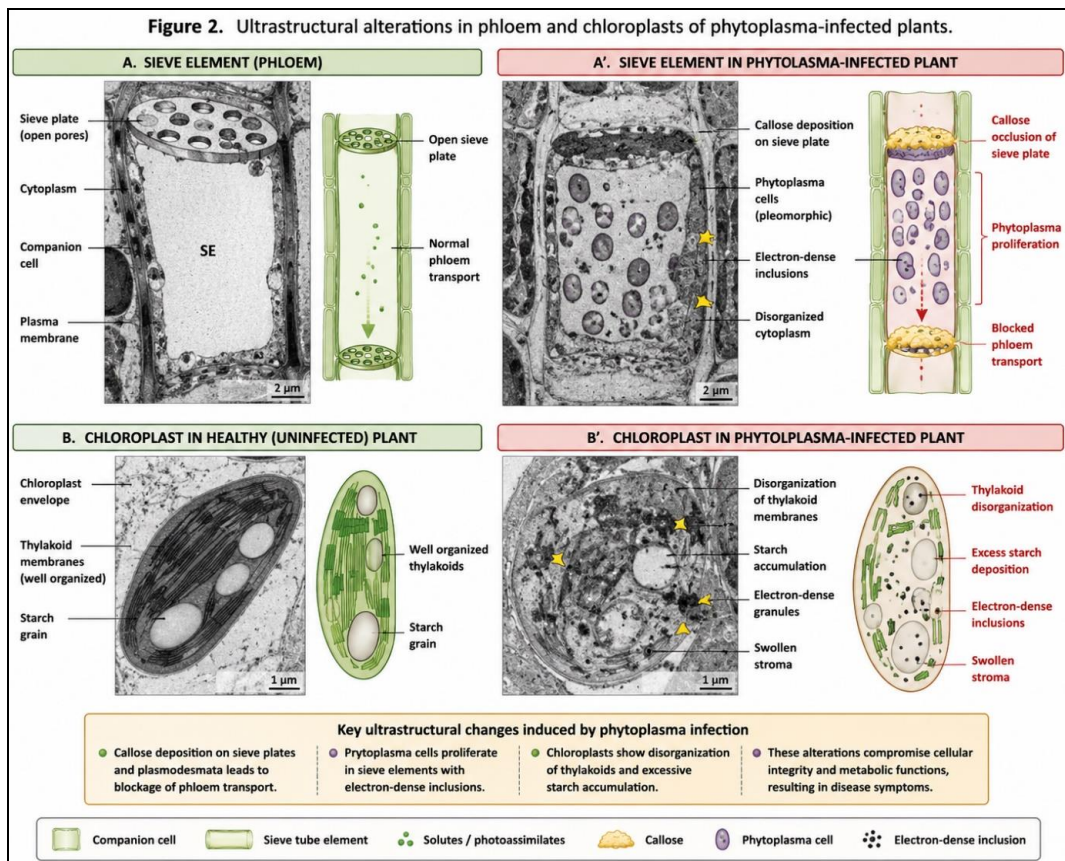 Figure 2. Ultrastructural alterations in phloem and chloroplasts of phytoplasma-infected plants.
A. SIEVE ELEMENT (PHLOEM)
Sieve plate
(open pores)
Cytoplasm
Companion
cell
Plasma
membrane
SE
2 μm
Open sieve
plate
Normal
phloem
transport
A'. SIEVE ELEMENT IN PHYTOLASMA-INFECTED PLANT
Callose deposition
on sieve plate
Phytoplasma
cells
(pleomorphic)
Electron-dense
inclusions
Disorganized
cytoplasm
2 μm
Callose
occlusion of
sieve plate
Phytoplasma
proliferation
Blocked
phloem
transport
B. CHLOROPLAST IN HEALTHY (UNINFECTED) PLANT
Chloroplast
envelope
Thylakoid
membranes
(well organized)
Starch
grain
1 μm
Well organized
thylakoids
Starch
grain
B'. CHLOROPLAST IN PHYTOLPLASMA-INFECTED PLANT
Disorganization
of thylakoid
membranes
Starch
accumulation
Electron-dense
granules
Swollen
stroma
1 μm
Thylakoid
disorganization
Excess starch
deposition
Electron-dense
inclusions
Swollen
stroma
Key ultrastructural changes induced by phytoplasma infection
Callose deposition on sieve plates
and plasmodesmata leads to
blockage of phloem transport.
Prytoplasma cells proliferate
in sieve elements with
electron-dense inclusions.
Chloroplasts show disorganization
of thylakoids and excessive
starch accumulation.
These alterations compromise cellular
integrity and metabolic functions,
resulting in disease symptoms.
Companion cell
Sieve tube element
Solutes / photoassimilates
Callose
Phytoplasma cell
Electron-dense inclusion